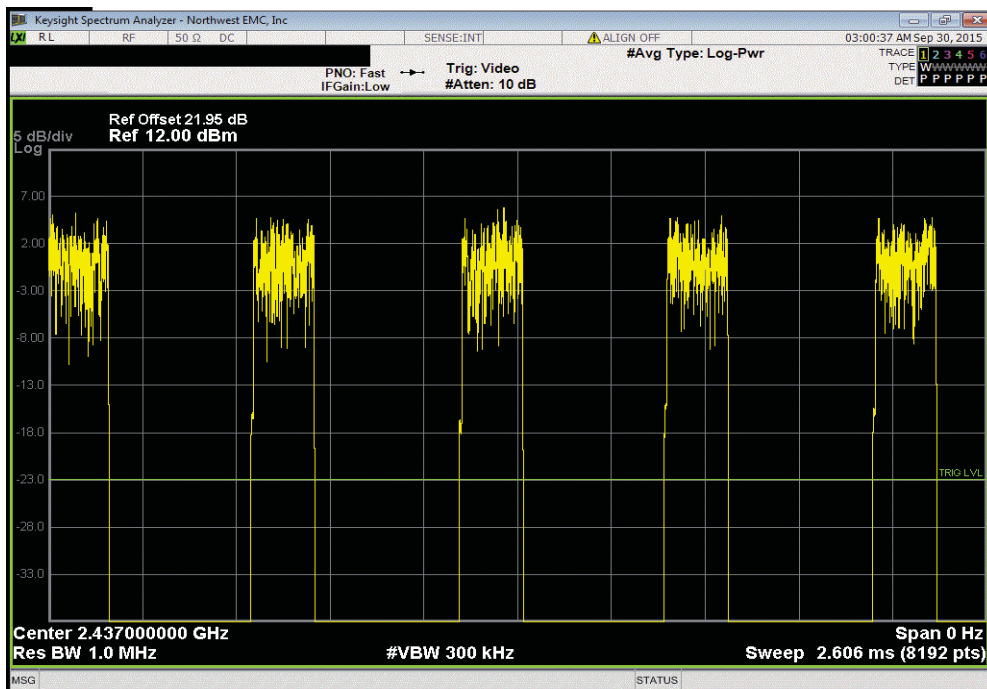 Keysight Spectrum Analyzer - Northwest EMC, Inc
LXI RL RF 50 Ω DC SENSE:INT ALIGN OFF 03:00:37 AM Sep 30, 2015
#Avg Type: Log-Pwr TRACE 1 2 3 4 5 6
PNO: Fast Trig: Video TYPE WWWWWW
IFGain:Low #Atten: 10 dB DET P P P P P P
Ref Offset 21.95 dB
5 dB/div Ref 12.00 dBm
Log
7.00
2.00
-3.00
-8.00
-13.0
-18.0
-23.0
TRIG LVL
-28.0
-33.0
Center 2.437000000 GHz Span 0 Hz
Res BW 1.0 MHz #VBW 300 kHz Sweep 2.606 ms (8192 pts)
MSG STATUS